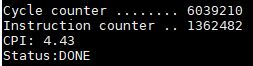 Cycle counter ........ 6039210
Instruction counter .. 1362482
CPI: 4.43
Status:DONE